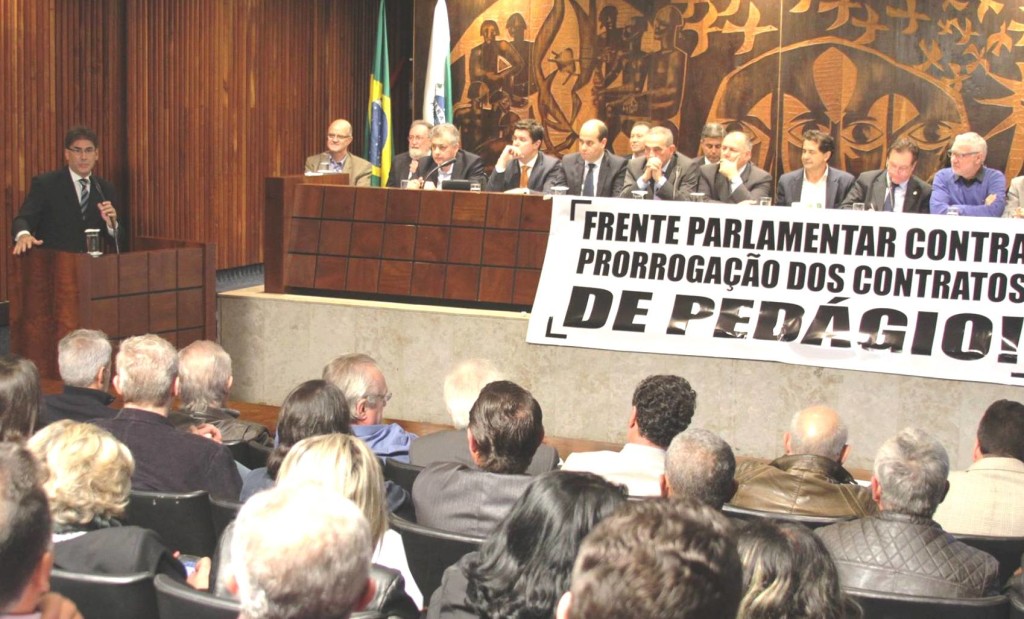 FRENTE PARLAMENTAR CONTRA
PRORROGAÇÃO DOS CONTRATOS
DE PEDÁGIO!